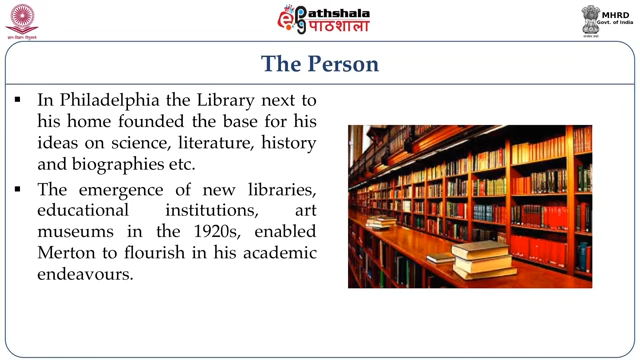 Pathshala
पाठशाला
MHRD
Govt. of India
The Person
▪ In Philadelphia the Library next to
his home founded the base for his
ideas on science, literature, history
and biographies etc.
▪ The emergence of new libraries,
educational institutions, art
museums in the 1920s, enabled
Merton to flourish in his academic
endeavours.